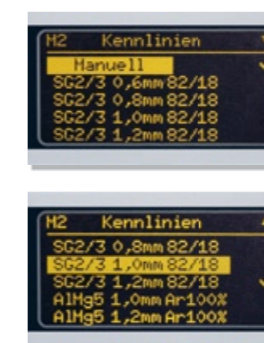 H2 Kennlinien
Manuell
SG2/3 0,6mm 82/18
SG2/3 0,8mm 82/18
SG2/3 1,0mm 82/18
SG2/3 1,2mm 82/18
H2 Kennlinien
SG2/3 0,8mm 82/18
SG2/3 1,0mm 82/18
SG2/3 1,2mm 82/18
AlMg5 1,0mm Ar100%
AlMg5 1,2mm Ar100%